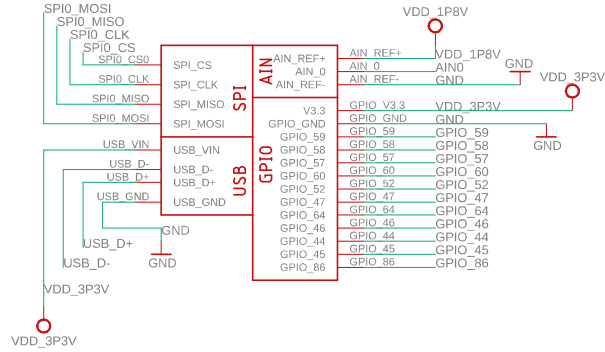 SPI0_MOSI
SPI0_MISO
SPI0_CLK
SPI0_CS
SPI0_CS0 SPI_CS
SPI0_CLK SPI_CLK
SPI0_MISO SPI_MISO
SPI0_MOSI SPI_MOSI
SPI
USB_VIN USB_VIN
USB_D- USB_D-
USB_D+ USB_D+
USB_GND USB_GND
USB
GND
USB_D+
USB_D-
GND
VDD_3P3V
VDD_3P3V
VDD_1P8V
AIN
AIN_REF+ AIN_REF+ VDD_1P8V
AIN_0 AIN_0 AIN0
AIN_REF- AIN_REF- GND
GND
VDD_3P3V
GPIO
V3.3 GPIO_V3.3 VDD_3P3V
GPIO_GND GPIO_GND GND
GND
GPIO_59 GPIO_59 GPIO_59
GPIO_58 GPIO_58 GPIO_58
GPIO_57 GPIO_57 GPIO_57
GPIO_60 GPIO_60 GPIO_60
GPIO_52 GPIO_52 GPIO_52
GPIO_47 GPIO_47 GPIO_47
GPIO_64 GPIO_64 GPIO_64
GPIO_46 GPIO_46 GPIO_46
GPIO_44 GPIO_44 GPIO_44
GPIO_45 GPIO_45 GPIO_45
GPIO_86 GPIO_86 GPIO_86